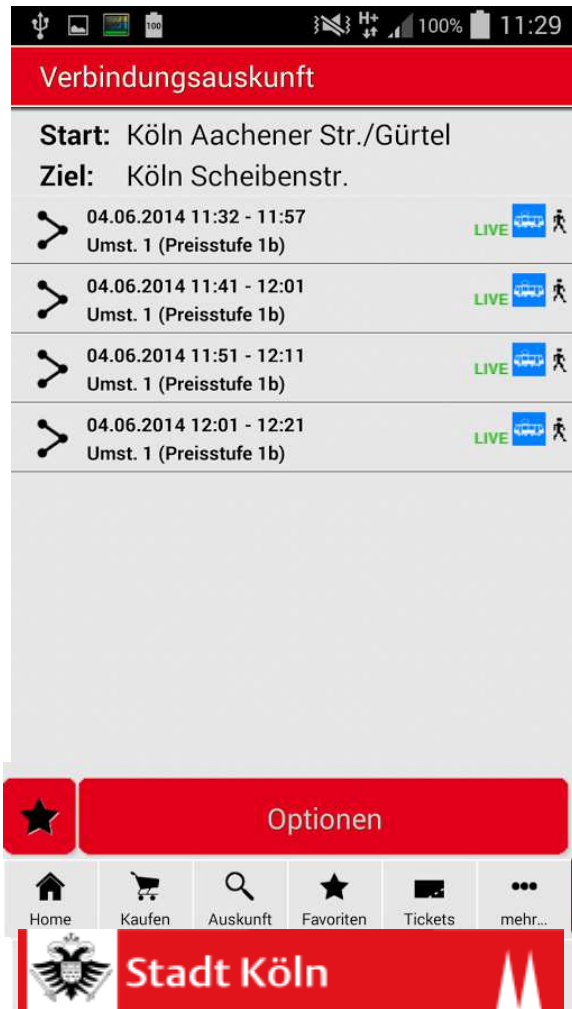 100
H+
100%
11:29
Verbindungsauskunft
Start: Köln Aachener Str./Gürtel
Ziel: Köln Scheibenstr.
04.06.2014 11:32 - 11:57
Umst. 1 (Preisstufe 1b)
LIVE
04.06.2014 11:41 - 12:01
Umst. 1 (Preisstufe 1b)
LIVE
04.06.2014 11:51 - 12:11
Umst. 1 (Preisstufe 1b)
LIVE
04.06.2014 12:01 - 12:21
Umst. 1 (Preisstufe 1b)
LIVE
Optionen
Home Kaufen Auskunft Favoriten Tickets mehr...
Stadt Köln